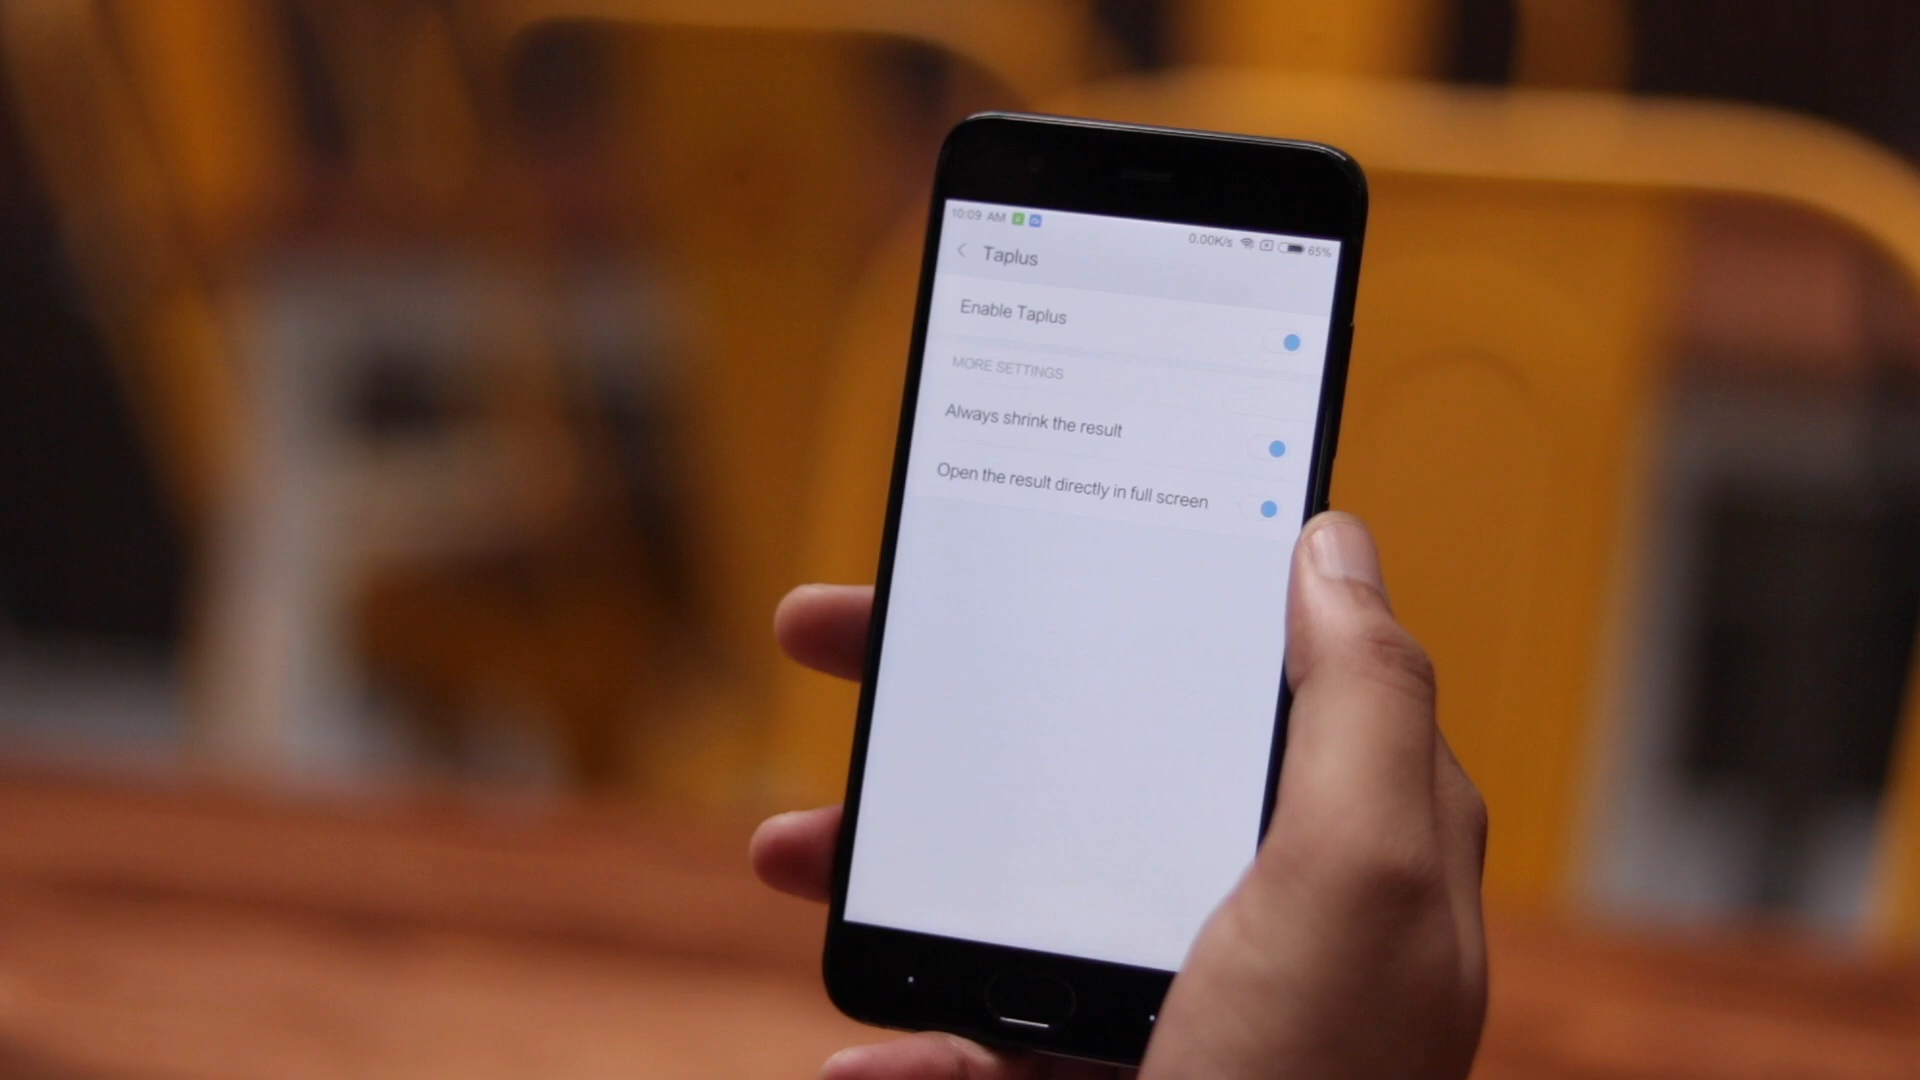 10:09 AM
0.00K/s 65%
Taplus
Enable Taplus
MORE SETTINGS
Always shrink the result
Open the result directly in full screen